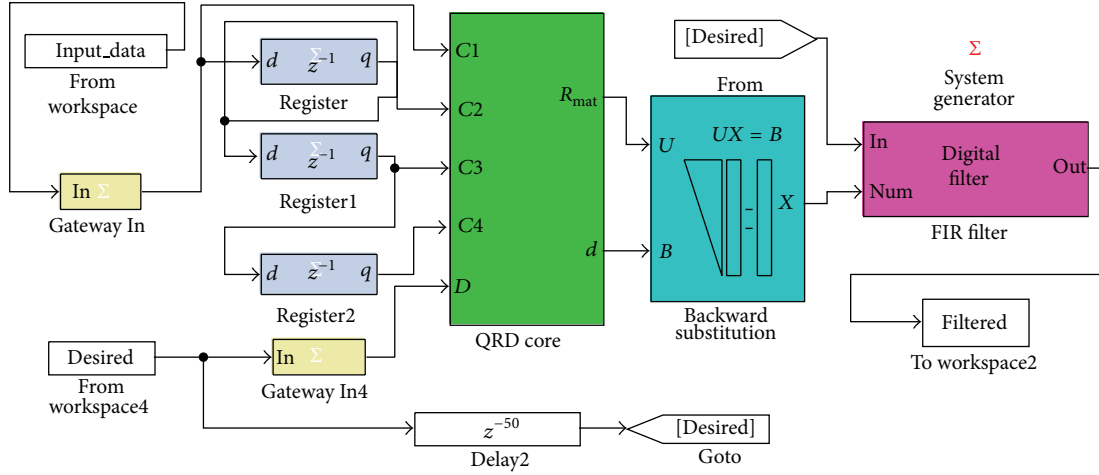 Input_data
From
workspace
In Σ
Gateway In
d Σ z⁻¹ q
Register
d Σ z⁻¹ q
Register1
d Σ z⁻¹ q
Register2
Desired
From
workspace4
In Σ
Gateway In4
C1
C2
C3
C4
D
R_mat
d
QRD core
z⁻⁵⁰
Delay2
[Desired]
Goto
[Desired]
From
UX = B
U
B
X
Backward
substitution
Σ
System
generator
In
Num
Digital
filter
Out
FIR filter
Filtered
To workspace2